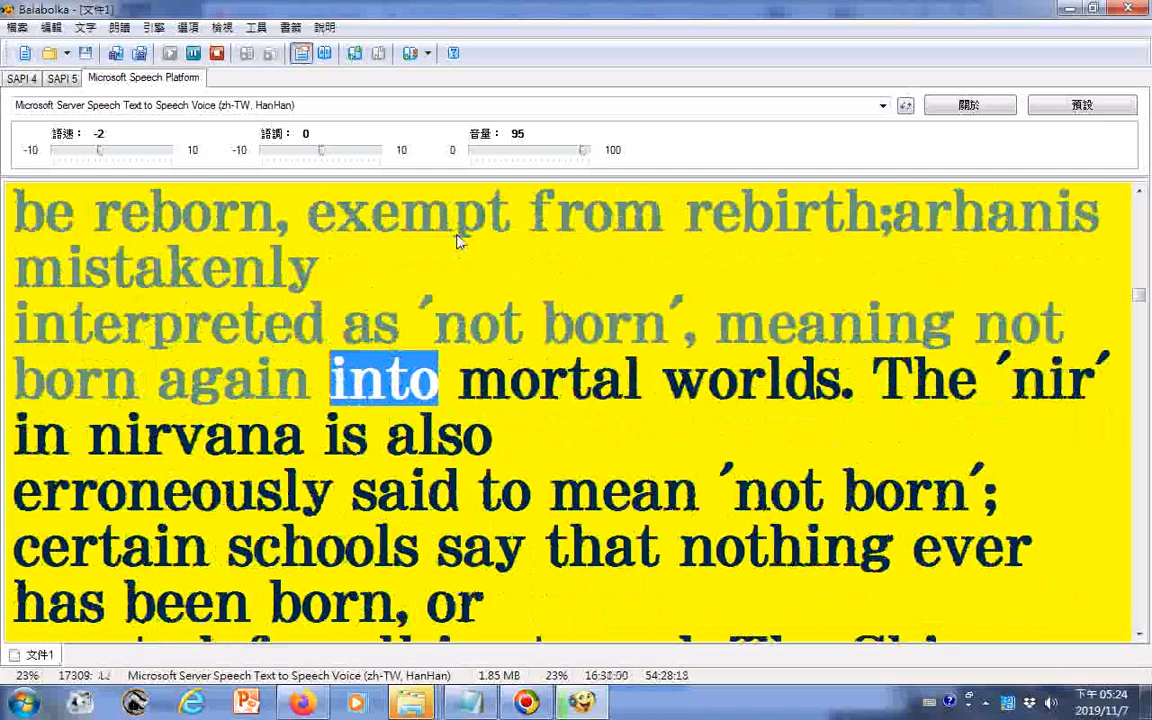 Balabolka - [文件1]
檔案 編輯 文字 朗讀 引擎 選項 檢視 工具 書籤 說明
SAPI 4 SAPI 5 Microsoft Speech Platform
Microsoft Server Speech Text to Speech Voice (zh-TW, HanHan) 關於 預設
語速： -2 語調： 0 音量： 95
-10 10 -10 10 0 100
be reborn, exempt from rebirth;arhanis
mistakenly
interpreted as 'not born', meaning not
born again into mortal worlds. The 'nir'
in nirvana is also
erroneously said to mean 'not born';
certain schools say that nothing ever
has been born, or
文件1
23% 17309: Microsoft Server Speech Text to Speech Voice (zh-TW, HanHan) 1.85 MB 23% 54:28:13
下午 05:24
2019/11/7